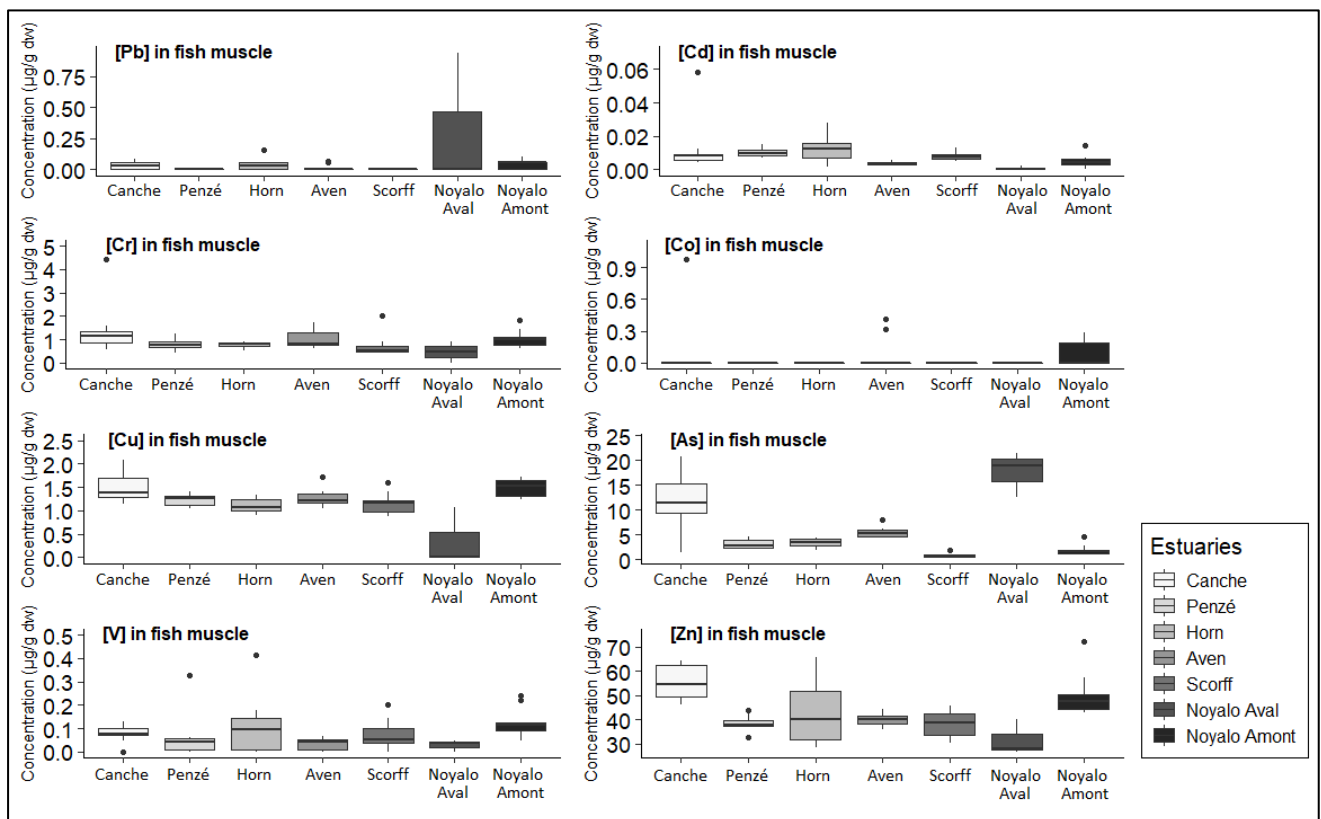 [Pb] in fish muscle
Concentration (µg/g dw)
0.75
0.50
0.25
0.00
Canche Penzé Horn Aven Scorff Noyalo Noyalo
Aval Amont
[Cd] in fish muscle
Concentration (µg/g dw)
0.06
0.04
0.02
0.00
Canche Penzé Horn Aven Scorff Noyalo Noyalo
Aval Amont
[Cr] in fish muscle
Concentration (µg/g dw)
5
4
3
2
1
0
Canche Penzé Horn Aven Scorff Noyalo Noyalo
Aval Amont
[Co] in fish muscle
Concentration (µg/g dw)
0.9
0.6
0.3
0.0
Canche Penzé Horn Aven Scorff Noyalo Noyalo
Aval Amont
[Cu] in fish muscle
Concentration (µg/g dw)
2.5
2.0
1.5
1.0
0.5
0.0
Canche Penzé Horn Aven Scorff Noyalo Noyalo
Aval Amont
[As] in fish muscle
Concentration (µg/g dw)
25
20
15
10
5
0
Canche Penzé Horn Aven Scorff Noyalo Noyalo
Aval Amont
[V] in fish muscle
Concentration (µg/g dw)
0.5
0.4
0.3
0.2
0.1
0.0
Canche Penzé Horn Aven Scorff Noyalo Noyalo
Aval Amont
[Zn] in fish muscle
Concentration (µg/g dw)
70
60
50
40
30
Canche Penzé Horn Aven Scorff Noyalo Noyalo
Aval Amont
Estuaries
Canche
Penzé
Horn
Aven
Scorff
Noyalo Aval
Noyalo Amont